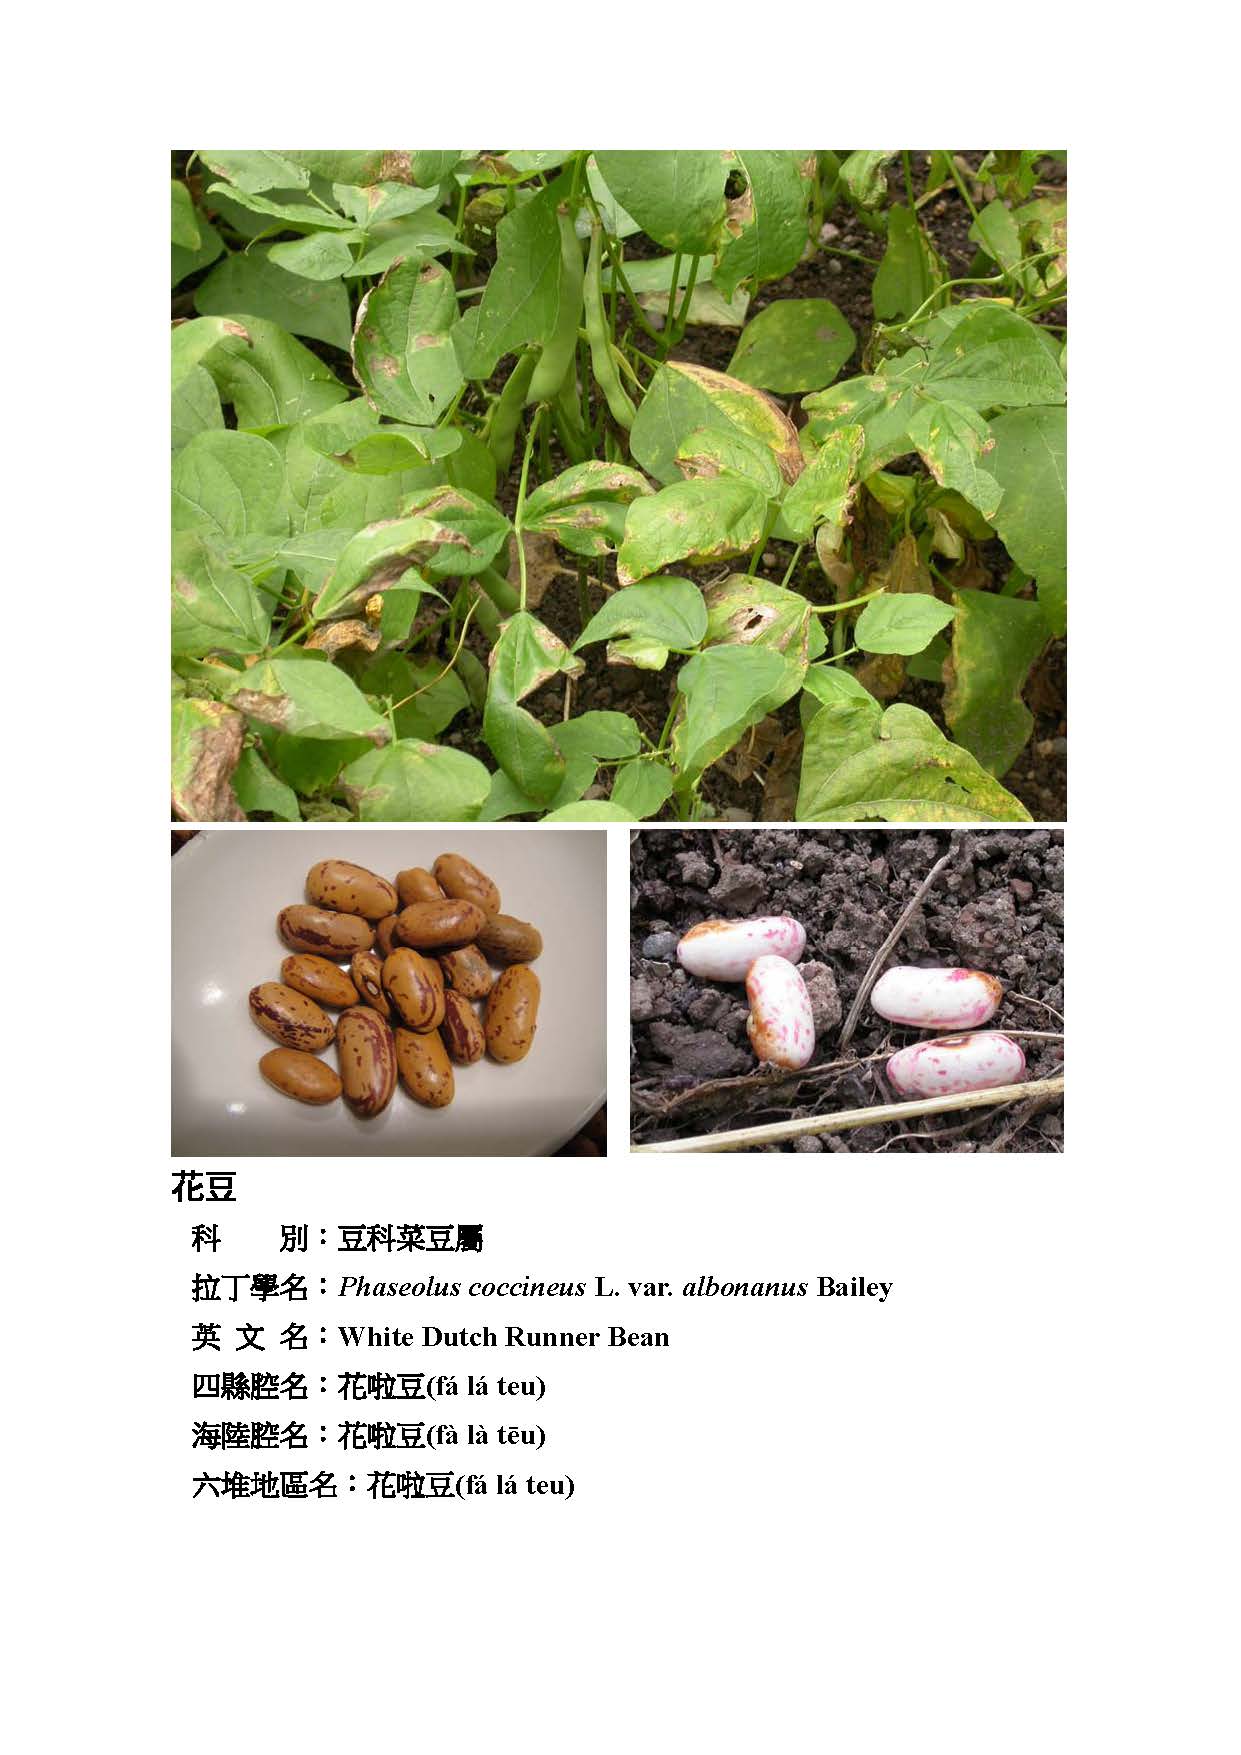 花豆
科　　別：豆科菜豆屬
拉丁學名：Phaseolus coccineus L. var. albonanus Bailey
英 文 名：White Dutch Runner Bean
四縣腔名：花啦豆(fá lá teu)
海陸腔名：花啦豆(fà là tēu)
六堆地區名：花啦豆(fá lá teu)